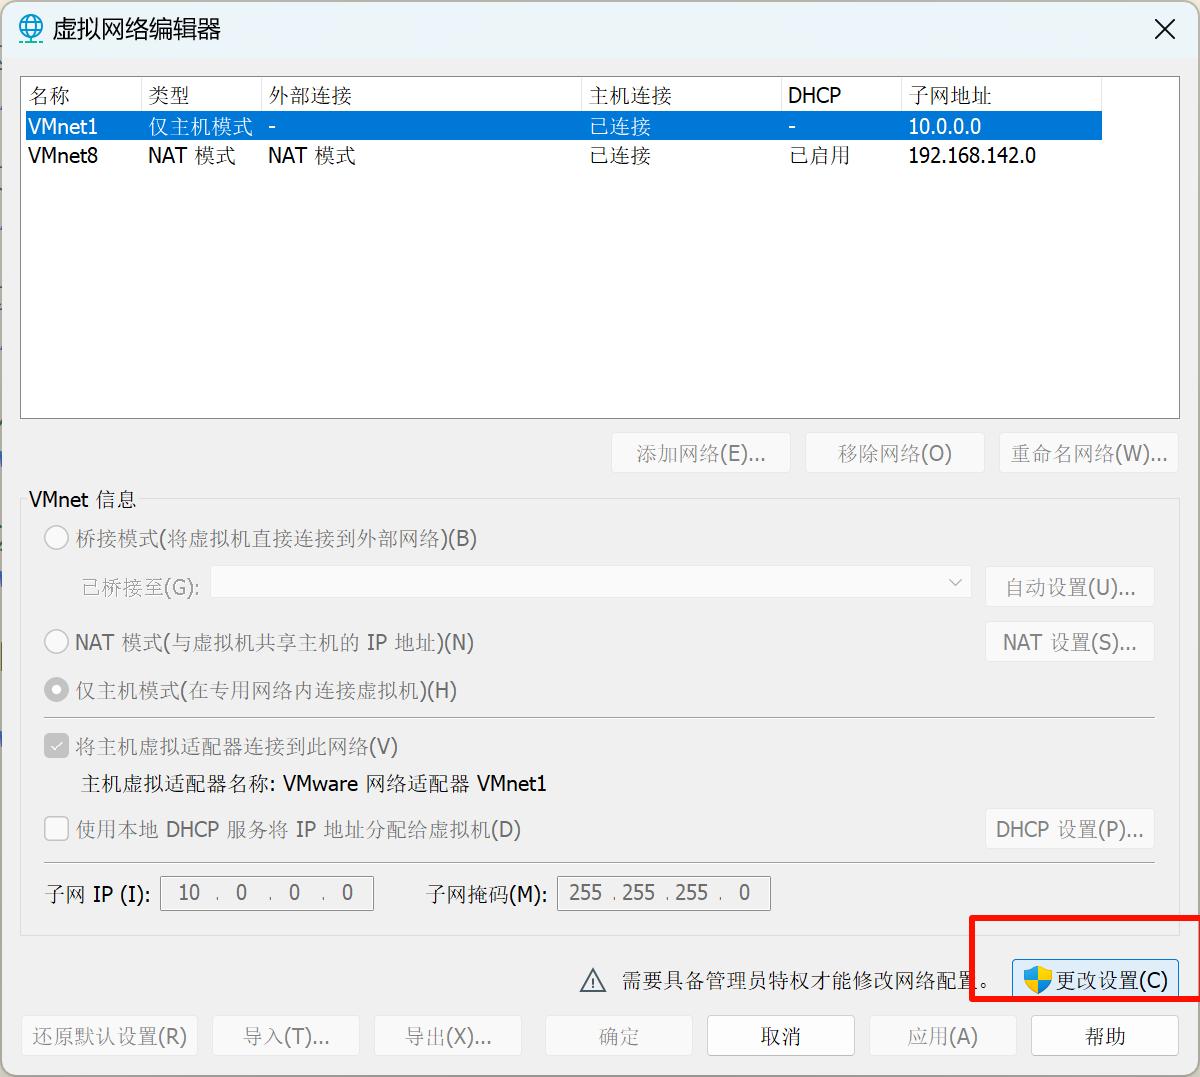 虚拟网络编辑器
名称 类型 外部连接 主机连接 DHCP 子网地址
VMnet1 仅主机模式 - 已连接 - 10.0.0.0
VMnet8 NAT 模式 NAT 模式 已连接 已启用 192.168.142.0
添加网络(E)... 移除网络(O) 重命名网络(W)...
VMnet 信息
桥接模式(将虚拟机直接连接到外部网络)(B)
已桥接至(G): 自动设置(U)...
NAT 模式(与虚拟机共享主机的 IP 地址)(N) NAT 设置(S)...
仅主机模式(在专用网络内连接虚拟机)(H)
将主机虚拟适配器连接到此网络(V)
主机虚拟适配器名称: VMware 网络适配器 VMnet1
使用本地 DHCP 服务将 IP 地址分配给虚拟机(D) DHCP 设置(P)...
子网 IP (I): 10 . 0 . 0 . 0 子网掩码(M): 255 . 255 . 255 . 0
需要具备管理员特权才能修改网络配置。 更改设置(C)
还原默认设置(R) 导入(T)... 导出(X)... 确定 取消 应用(A) 帮助